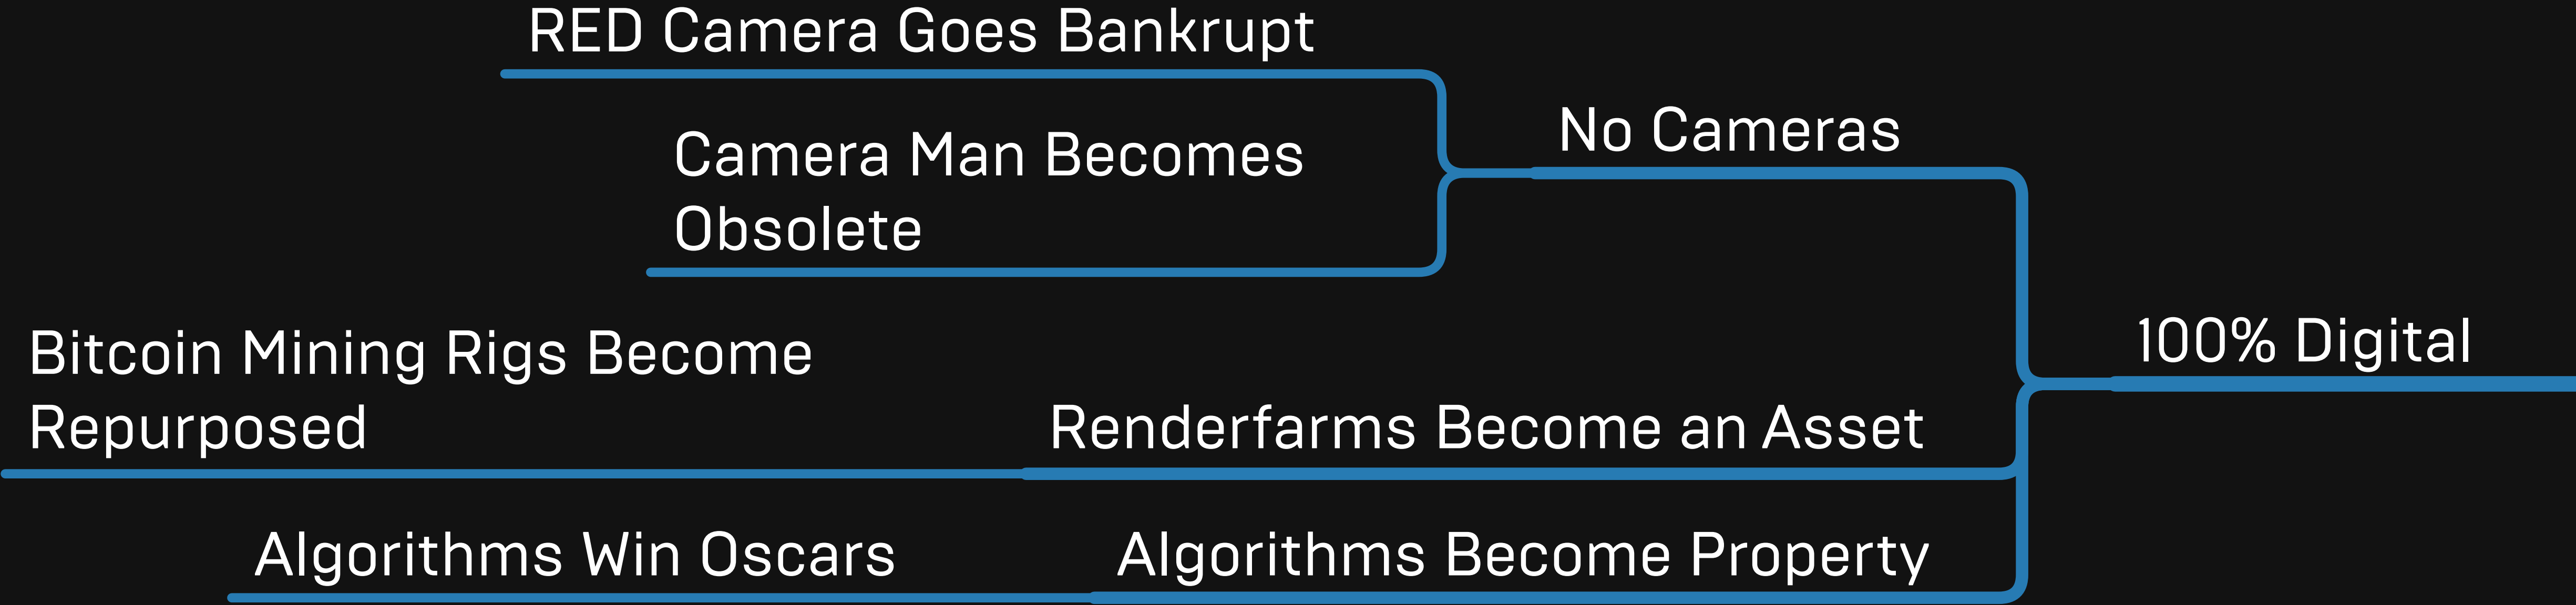 RED Camera Goes Bankrupt
No Cameras
Camera Man Becomes
Obsolete
100% Digital
Bitcoin Mining Rigs Become
Repurposed
Renderfarms Become an Asset
Algorithms Win Oscars
Algorithms Become Property